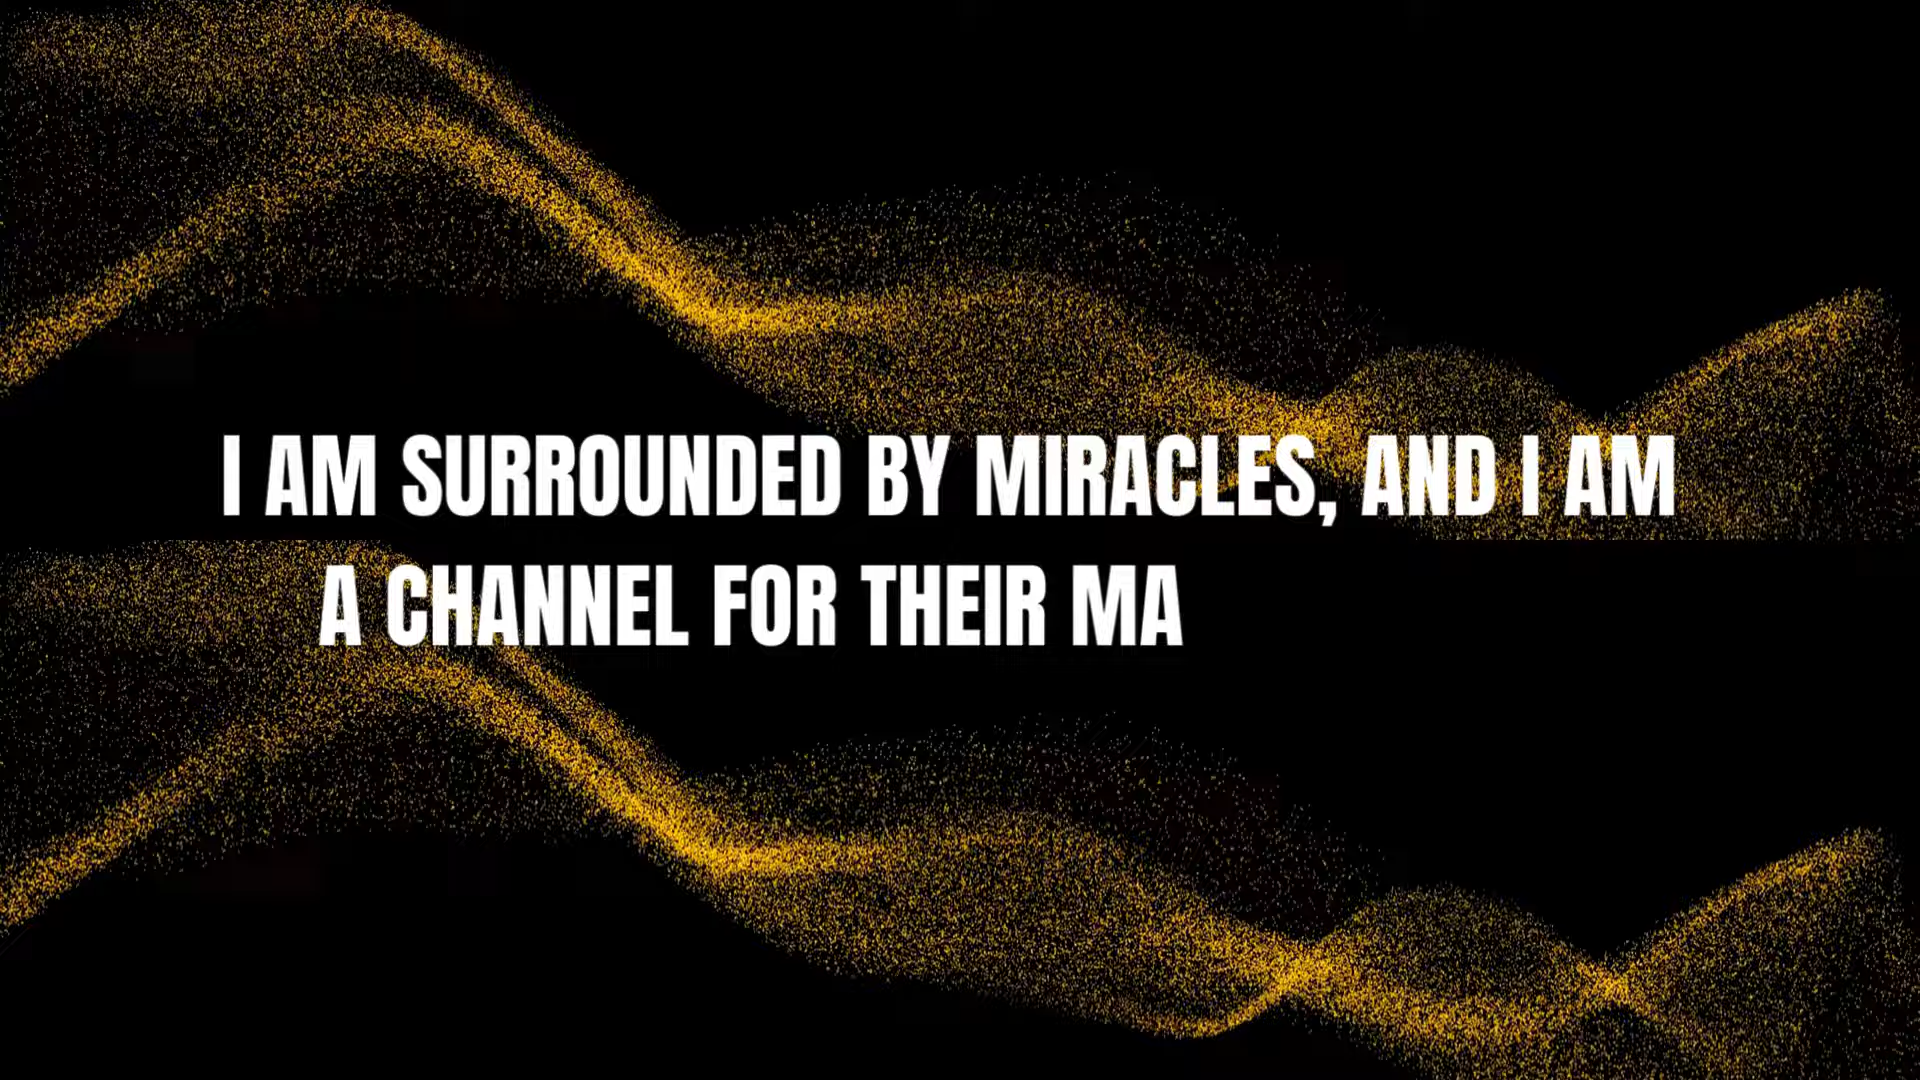 I AM SURROUNDED BY MIRACLES, AND I AM
A CHANNEL FOR THEIR MA